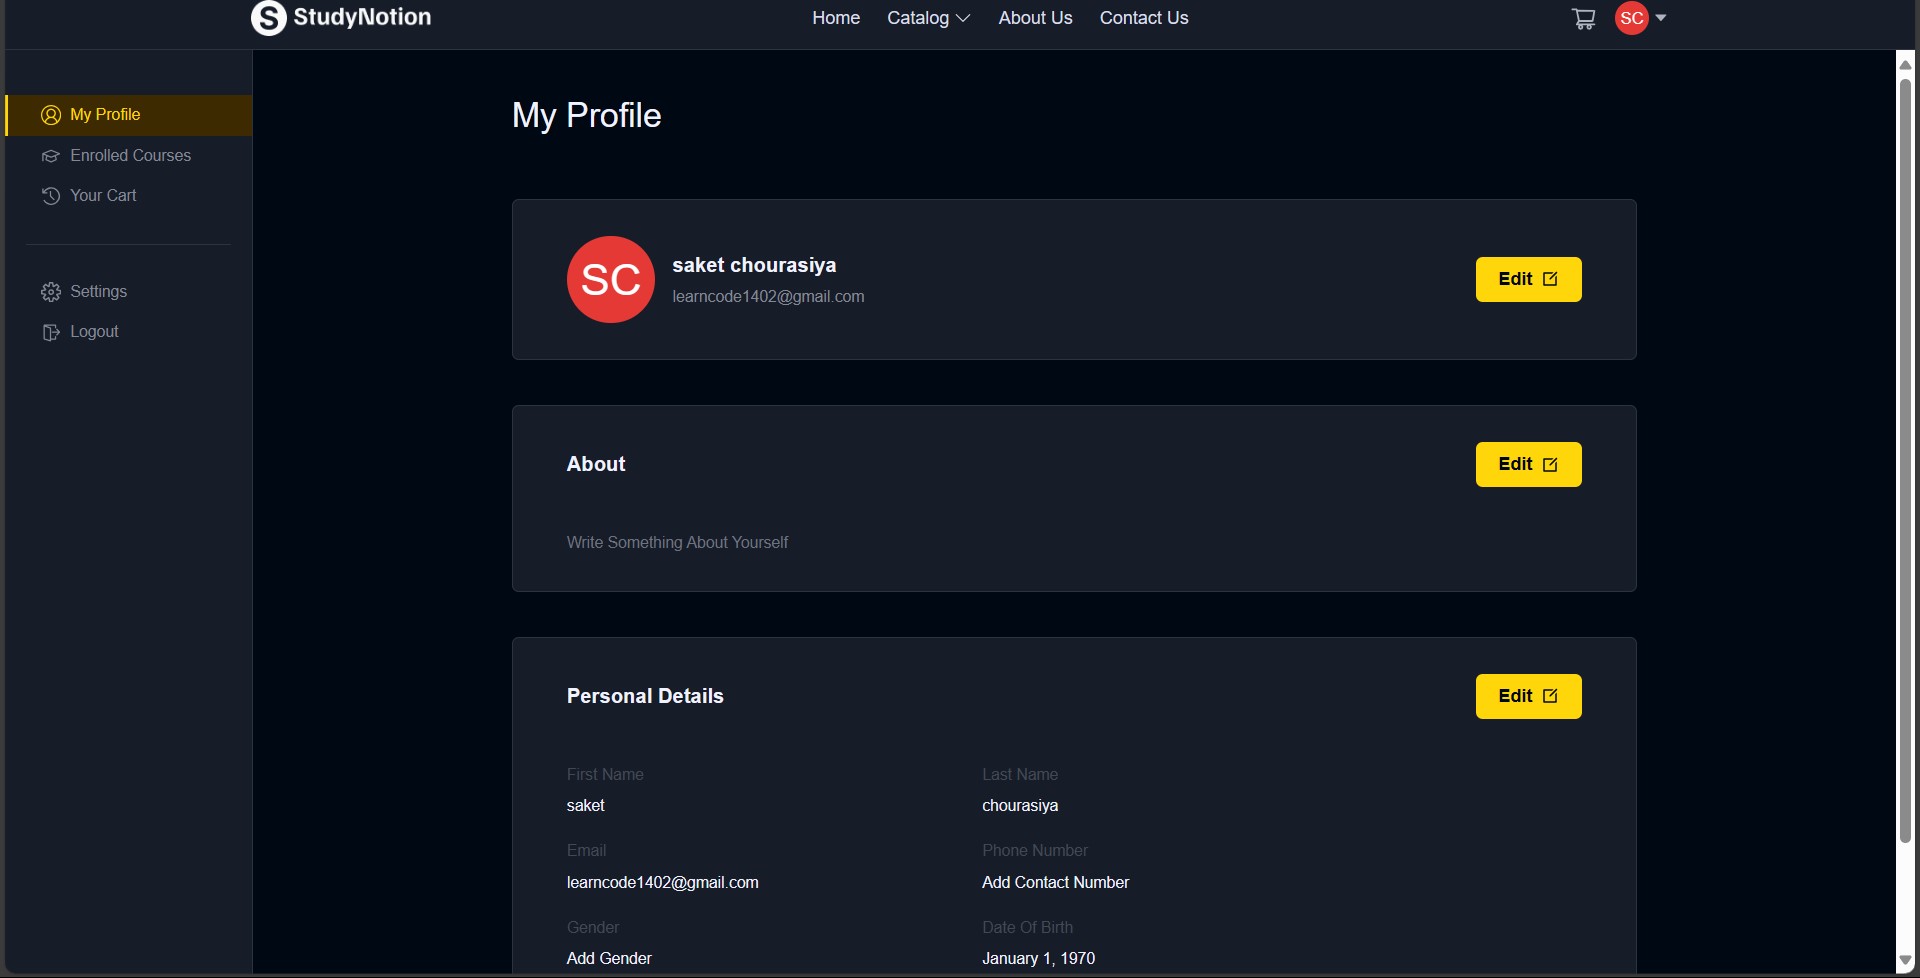 S StudyNotion
Home Catalog About Us Contact Us
SC
My Profile
Enrolled Courses
Your Cart
Settings
Logout
My Profile
SC
saket chourasiya
learncode1402@gmail.com
Edit
About
Edit
Write Something About Yourself
Personal Details
Edit
First Name
saket
Last Name
chourasiya
Email
learncode1402@gmail.com
Phone Number
Add Contact Number
Gender
Add Gender
Date Of Birth
January 1, 1970